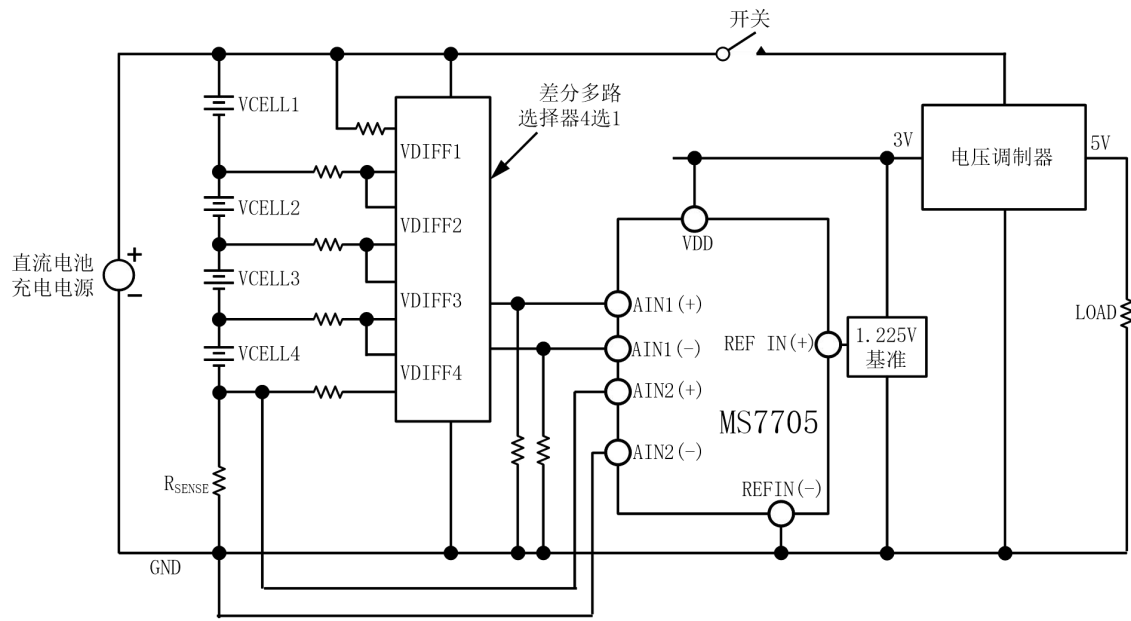 开关
差分多路
选择器4选1
VCELL1
VDIFF1
3V
电压调制器
5V
VCELL2
VDIFF2
VDD
直流电池
充电电源
+
−
VCELL3
VDIFF3
AIN1(+)
LOAD
1.225V
基准
REF IN(+)
AIN1(-)
VCELL4
VDIFF4
AIN2(+)
MS7705
AIN2(-)
RSENSE
REFIN(-)
GND